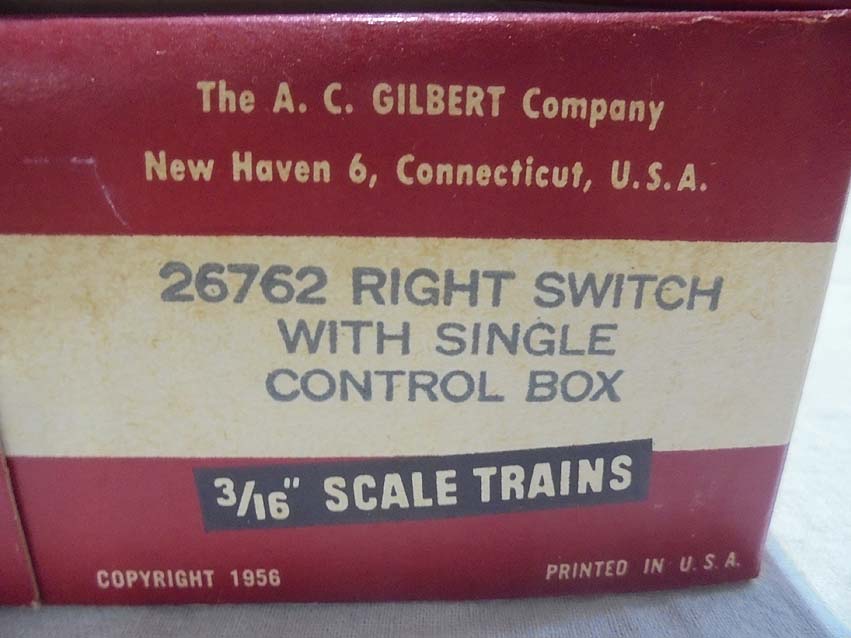 The A. C. GILBERT Company
New Haven 6, Connecticut, U.S.A.
26762 RIGHT SWITCH
WITH SINGLE
CONTROL BOX
3/16" SCALE TRAINS
COPYRIGHT 1956
PRINTED IN U.S.A.